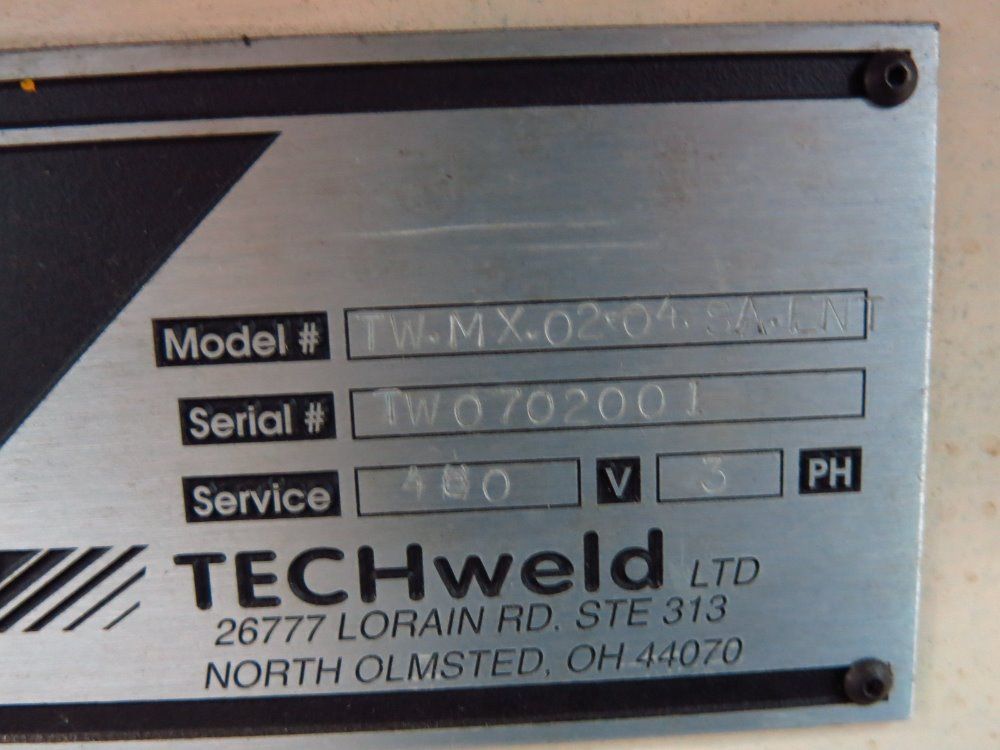 Model # TW.MX.02.04.SA.LNT
Serial # TW0702001
Service 480 V 3 PH
TECHweld LTD
26777 LORAIN RD. STE 313
NORTH OLMSTED, OH 44070